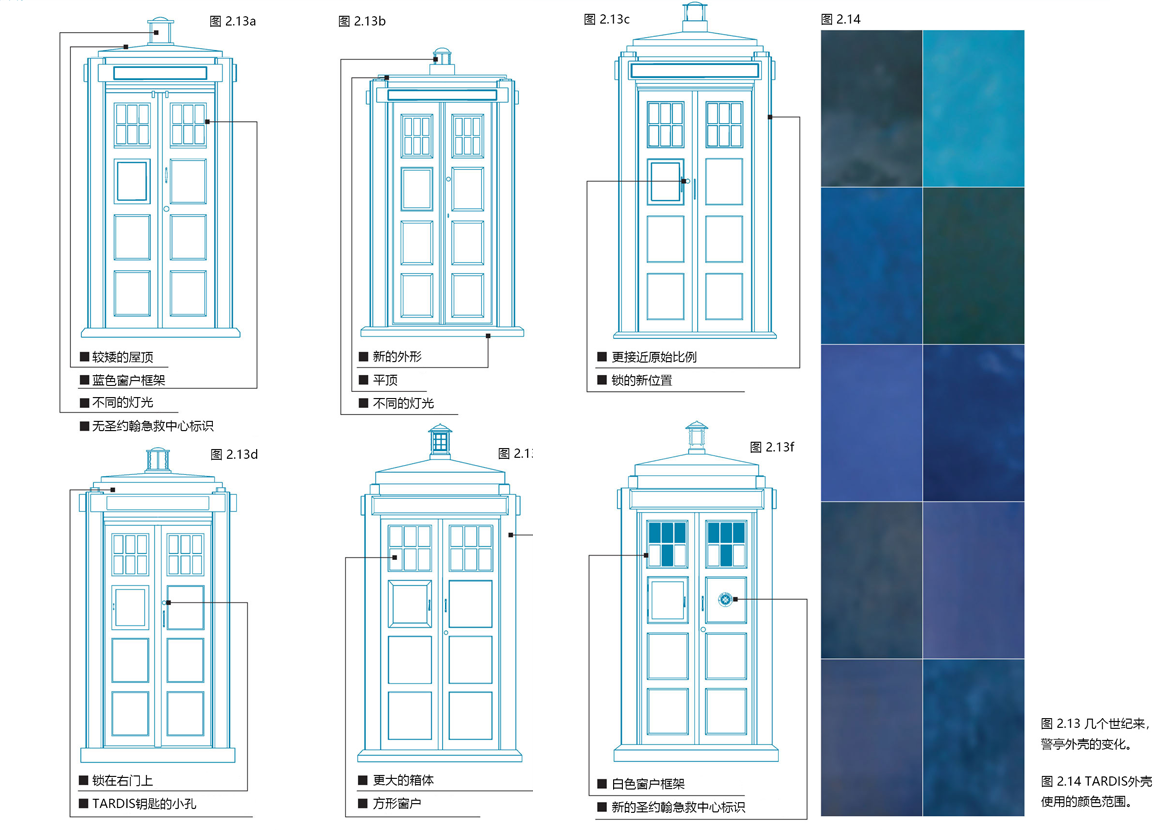 图 2.13a
■ 较矮的屋顶
■ 蓝色窗户框架
■ 不同的灯光
■ 无圣约翰急救中心标识
图 2.13b
■ 新的外形
■ 平顶
■ 不同的灯光
图 2.13c
■ 更接近原始比例
■ 锁的新位置
图 2.13d
■ 锁在右门上
■ TARDIS钥匙的小孔
图 2.1
■ 更大的箱体
■ 方形窗户
图 2.13f
■ 白色窗户框架
■ 新的圣约翰急救中心标识
图 2.14
图 2.13 几个世纪来，
警亭外壳的变化。
图 2.14 TARDIS外壳
使用的颜色范围。